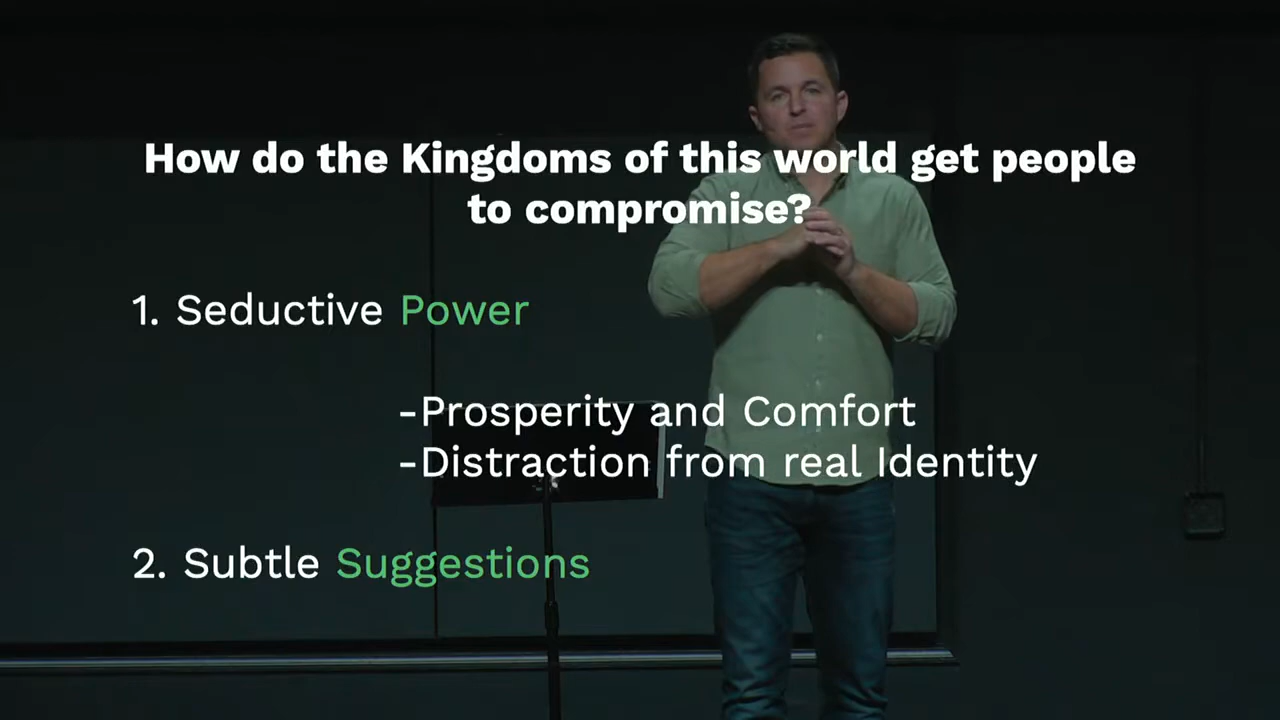 How do the Kingdoms of this world get people
to compromise?
1. Seductive Power
-Prosperity and Comfort
-Distraction from real Identity
2. Subtle Suggestions